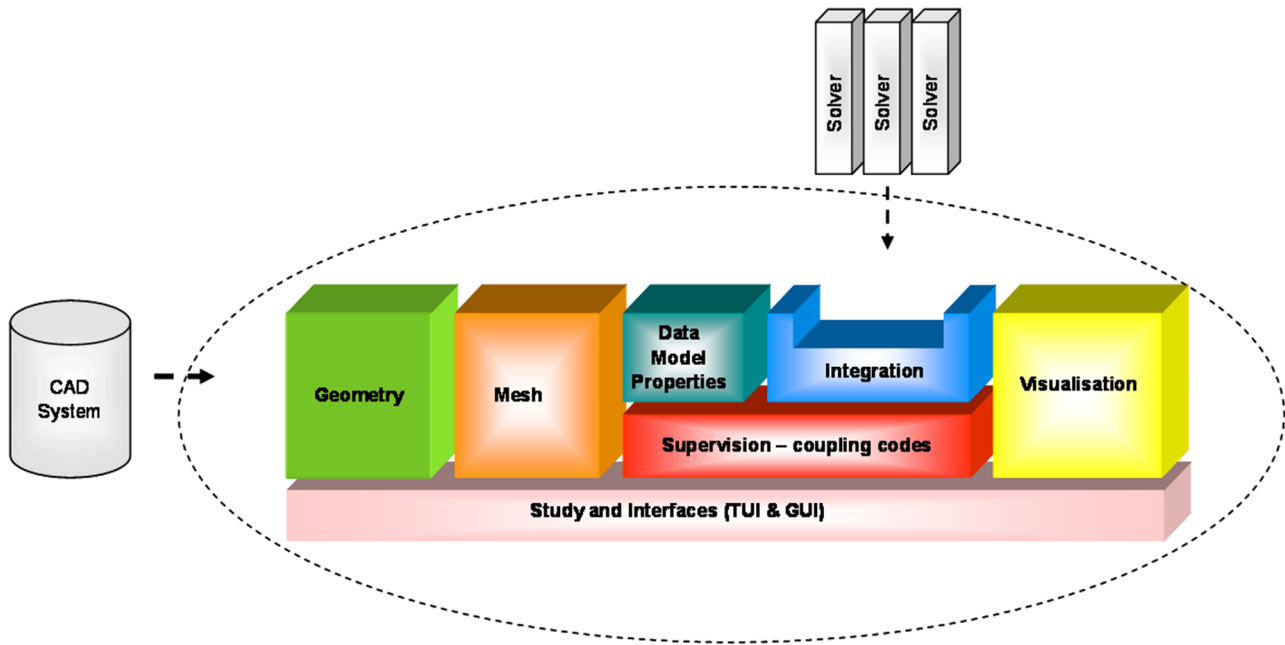 Solver
Solver
Solver
CAD
System
Geometry
Mesh
Data
Model
Properties
Integration
Visualisation
Supervision – coupling codes
Study and Interfaces (TUI & GUI)